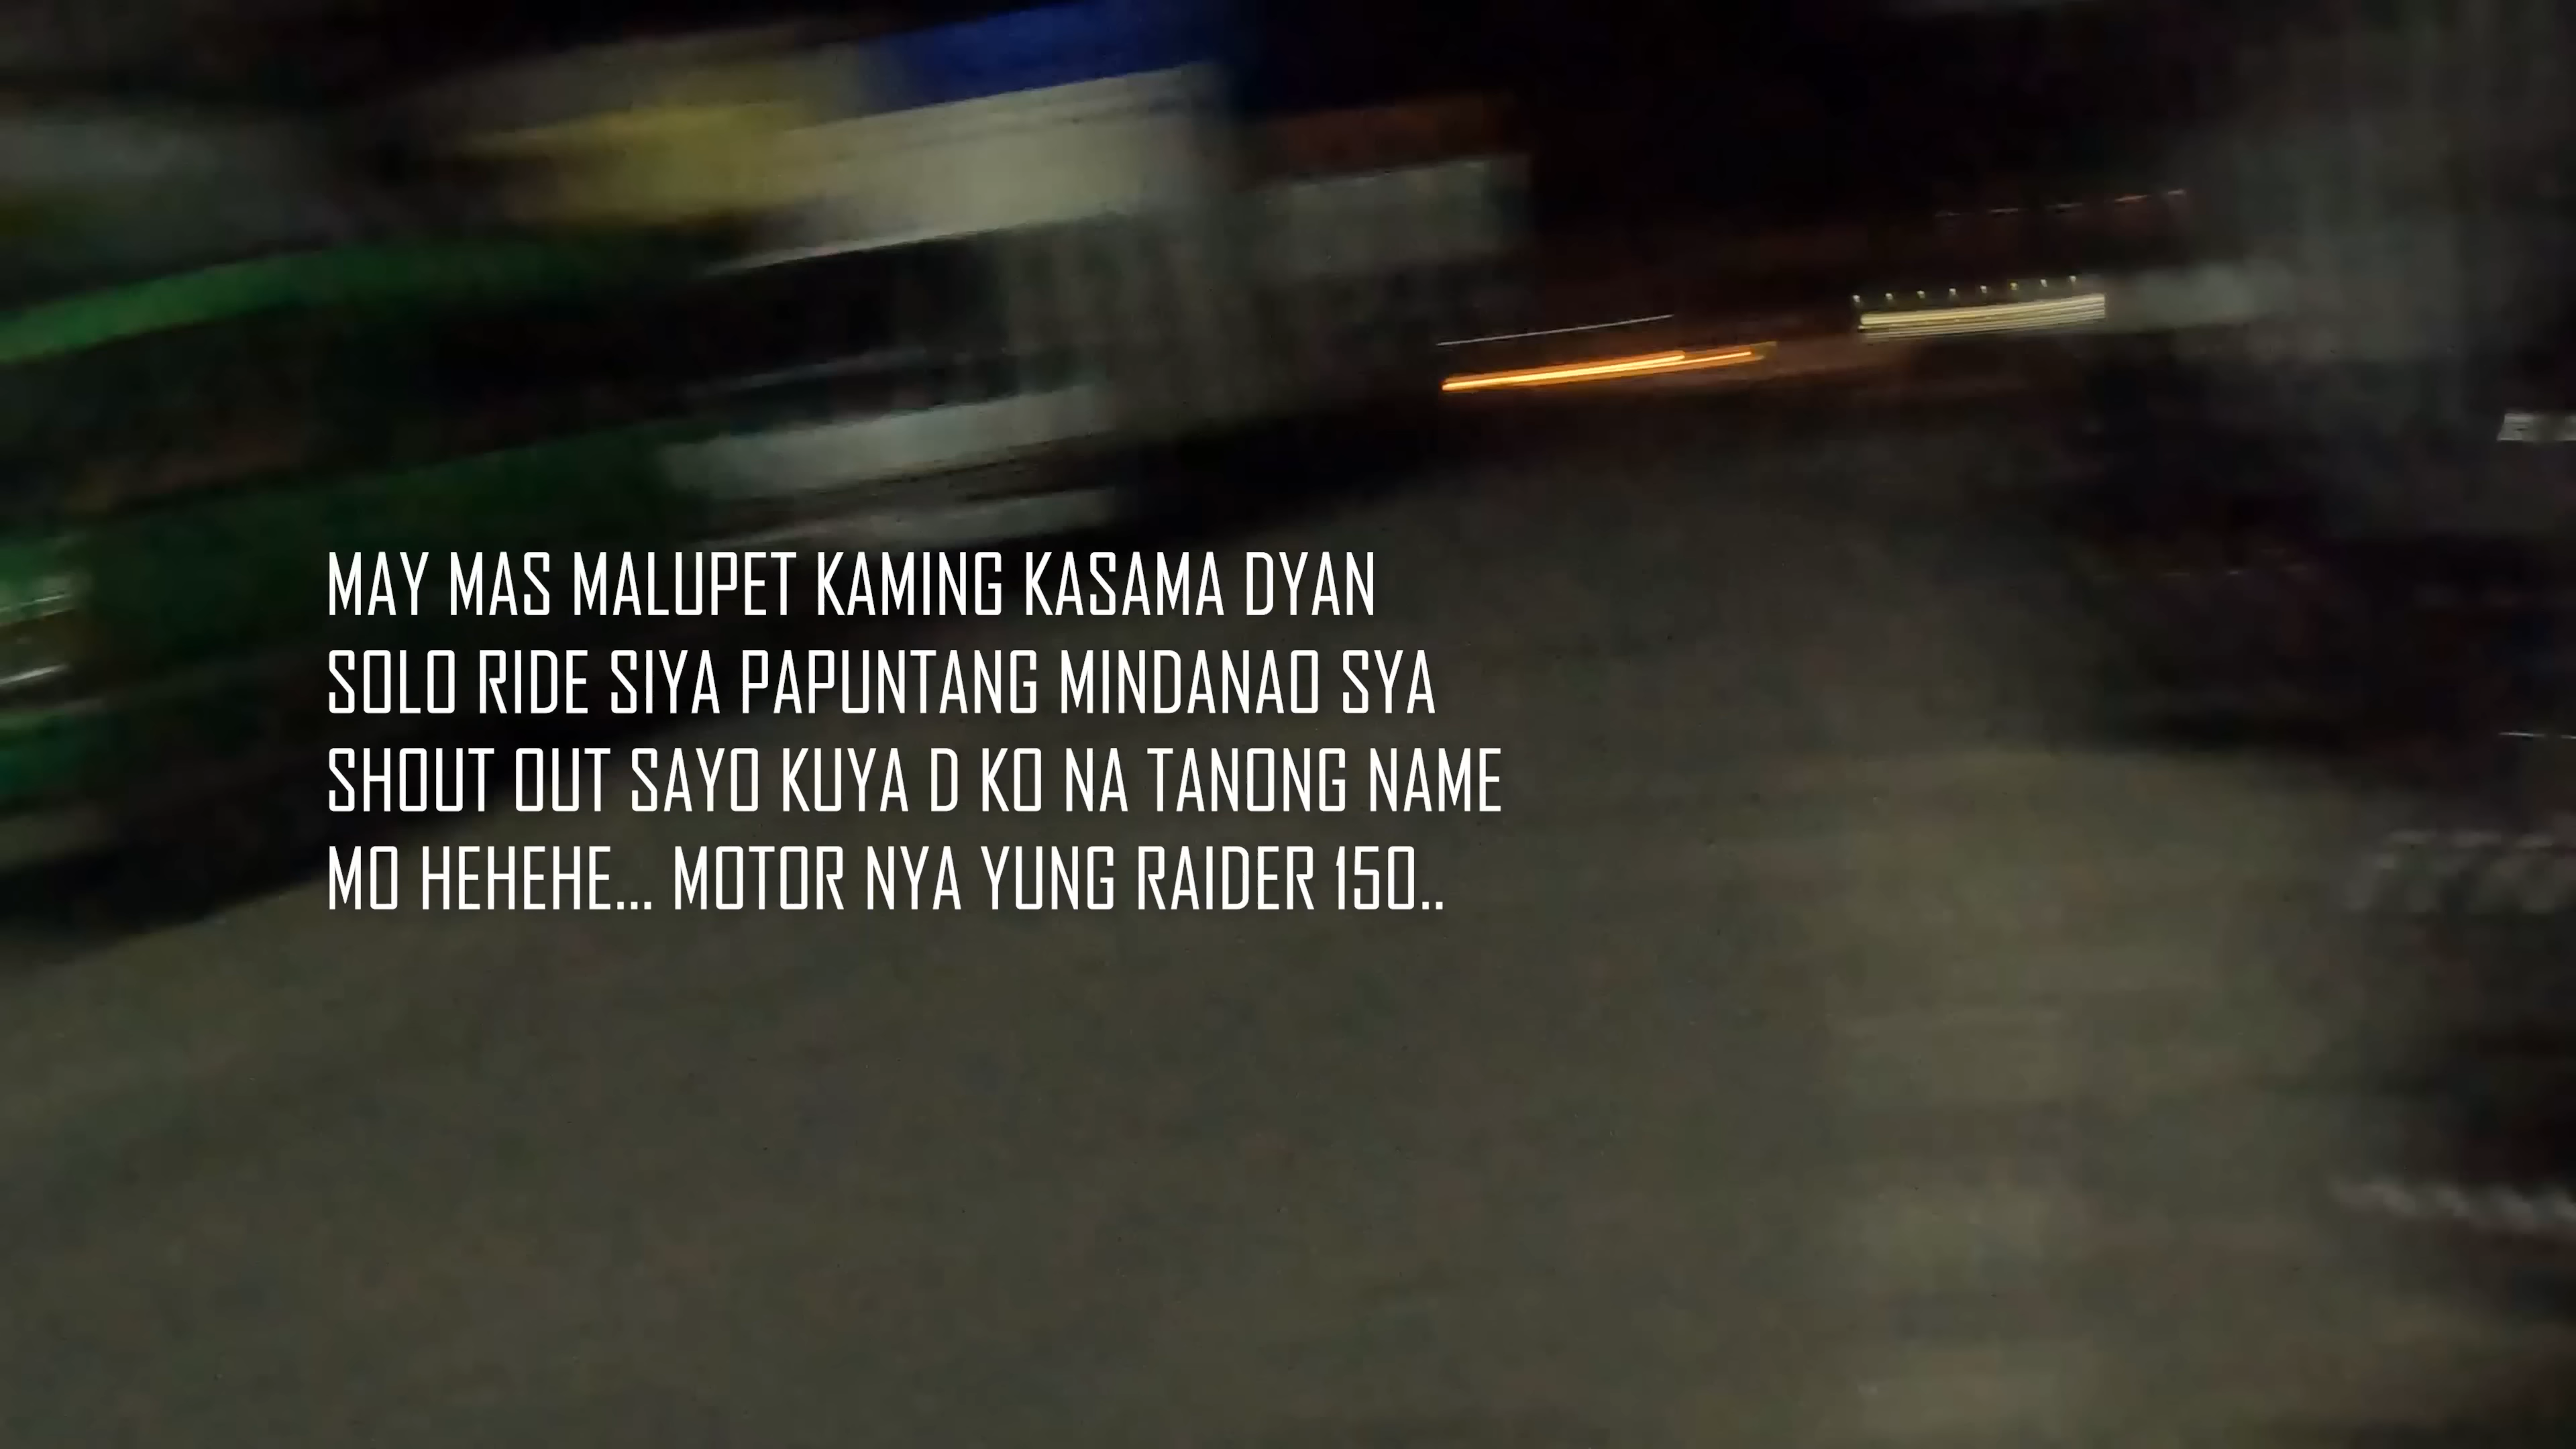 MAY MAS MALUPET KAMING KASAMA DYAN
SOLO RIDE SIYA PAPUNTANG MINDANAO SYA
SHOUT OUT SAYO KUYA D KO NA TANONG NAME
MO HEHEHE... MOTOR NYA YUNG RAIDER 150..